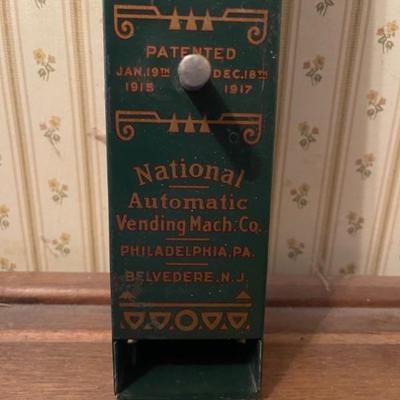 PATENTED
JAN. 19TH DEC. 18TH
1915 1917
National
Automatic
Vending Mach. Co.
PHILADELPHIA, PA.
BELVEDERE, N.J.